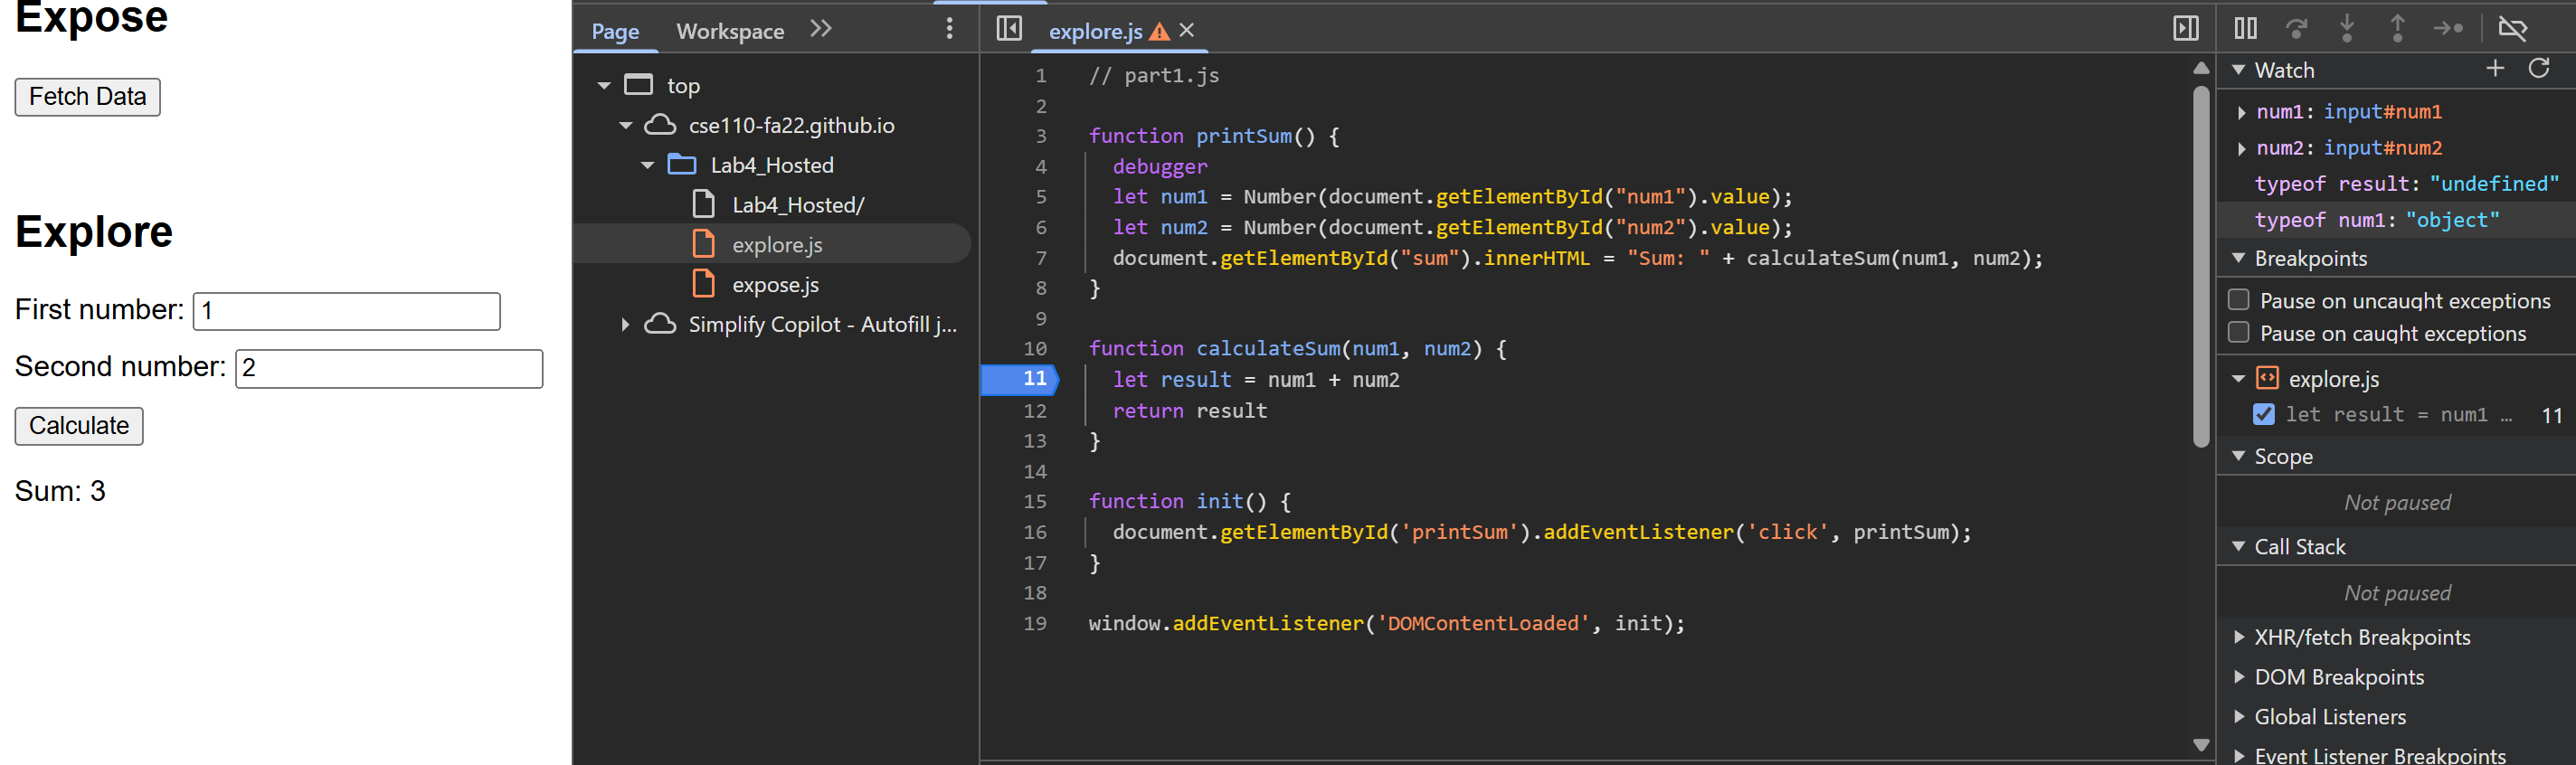 Expose
Fetch Data
Explore
First number: 1
Second number: 2
Calculate
Sum: 3
Page Workspace
top
cse110-fa22.github.io
Lab4_Hosted
Lab4_Hosted/
explore.js
expose.js
Simplify Copilot - Autofill j...
explore.js
1 // part1.js
2
3 function printSum() {
4 debugger
5 let num1 = Number(document.getElementById("num1").value);
6 let num2 = Number(document.getElementById("num2").value);
7 document.getElementById("sum").innerHTML = "Sum: " + calculateSum(num1, num2);
8 }
9
10 function calculateSum(num1, num2) {
11 let result = num1 + num2
12 return result
13 }
14
15 function init() {
16 document.getElementById('printSum').addEventListener('click', printSum);
17 }
18
19 window.addEventListener('DOMContentLoaded', init);
Watch
num1: input#num1
num2: input#num2
typeof result: "undefined"
typeof num1: "object"
Breakpoints
Pause on uncaught exceptions
Pause on caught exceptions
explore.js
let result = num1 … 11
Scope
Not paused
Call Stack
Not paused
XHR/fetch Breakpoints
DOM Breakpoints
Global Listeners
Event Listener Breakpoints